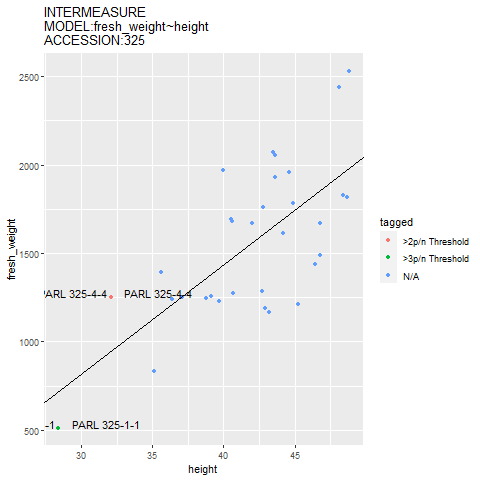 INTERMEASURE
MODEL:fresh_weight~height
ACCESSION:325
2500
2000
1500
1000
500
fresh_weight
PARL 325-4-4
PARL 325-4-4
-1
PARL 325-1-1
30
35
40
45
height
tagged
>2p/n Threshold
>3p/n Threshold
N/A